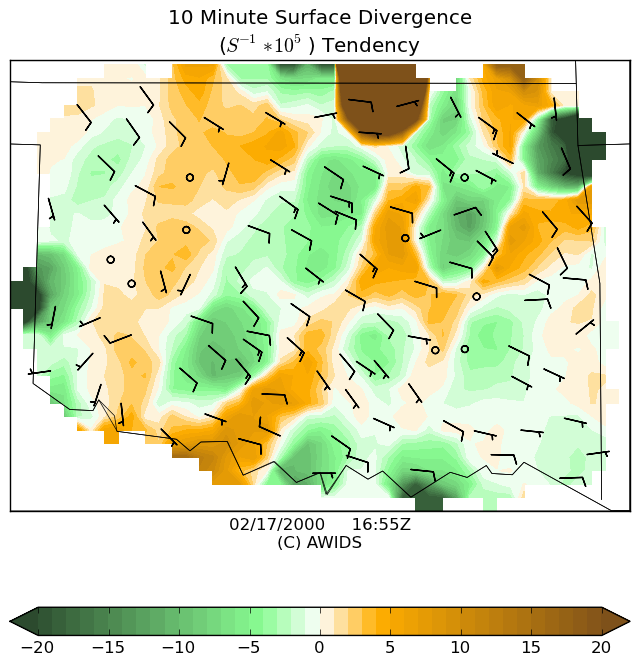 10 Minute Surface Divergence
(S⁻¹ *10⁵ ) Tendency
02/17/2000 16:55Z
(C) AWIDS
−20 −15 −10 −5 0 5 10 15 20